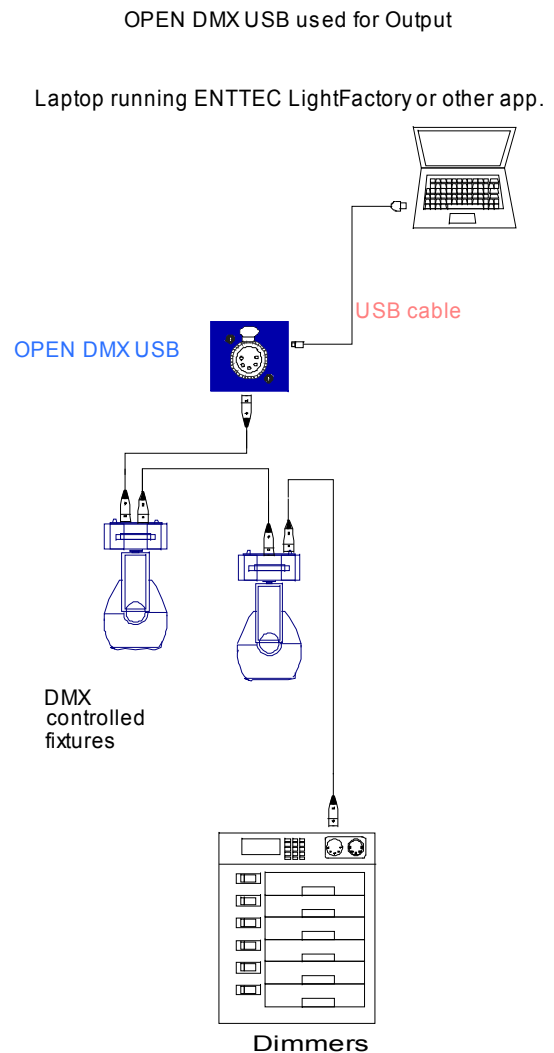 OPEN DMX USB used for Output
Laptop running ENTTEC LightFactory or other app.
USB cable
OPEN DMX USB
DMX
controlled
fixtures
Dimmers